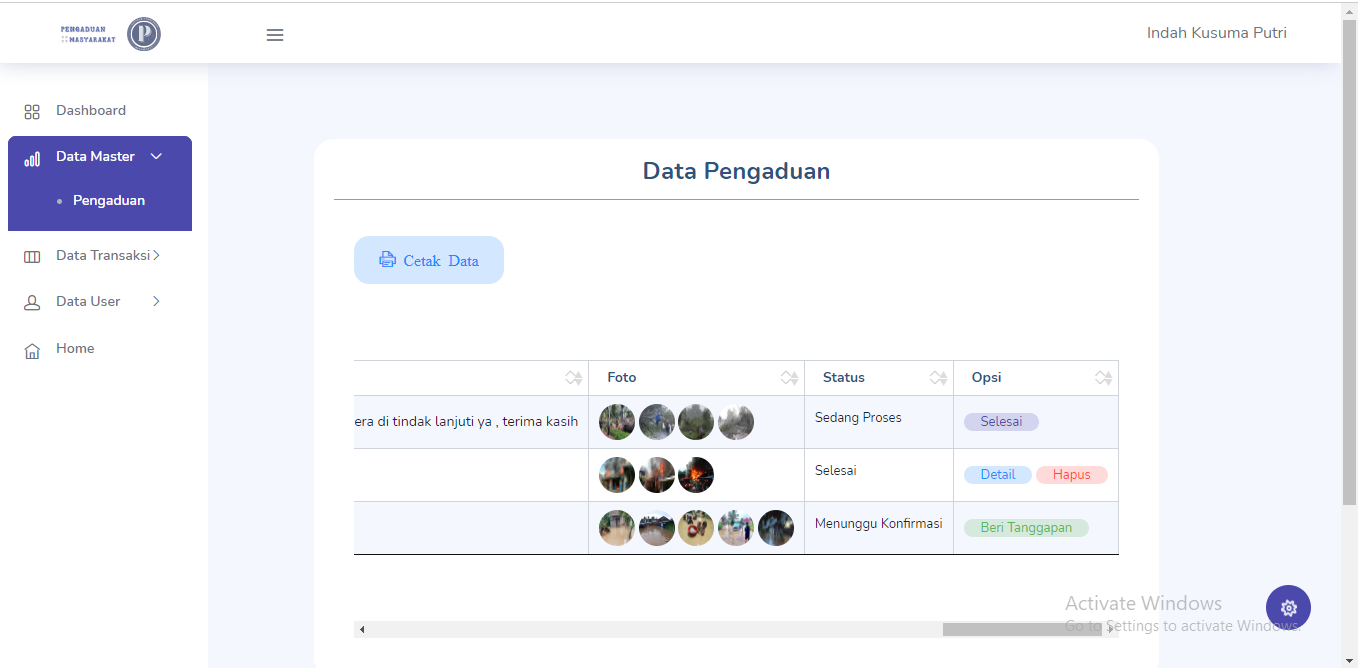 PENGADUAN
MASYARAKAT
P
Indah Kusuma Putri
Dashboard
Data Master
Pengaduan
Data Transaksi
Data User
Home
Data Pengaduan
Cetak Data
Foto Status Opsi
era di tindak lanjuti ya , terima kasih Sedang Proses Selesai
Selesai Detail Hapus
Menunggu Konfirmasi Beri Tanggapan
Activate Windows
Go to Settings to activate Windows.